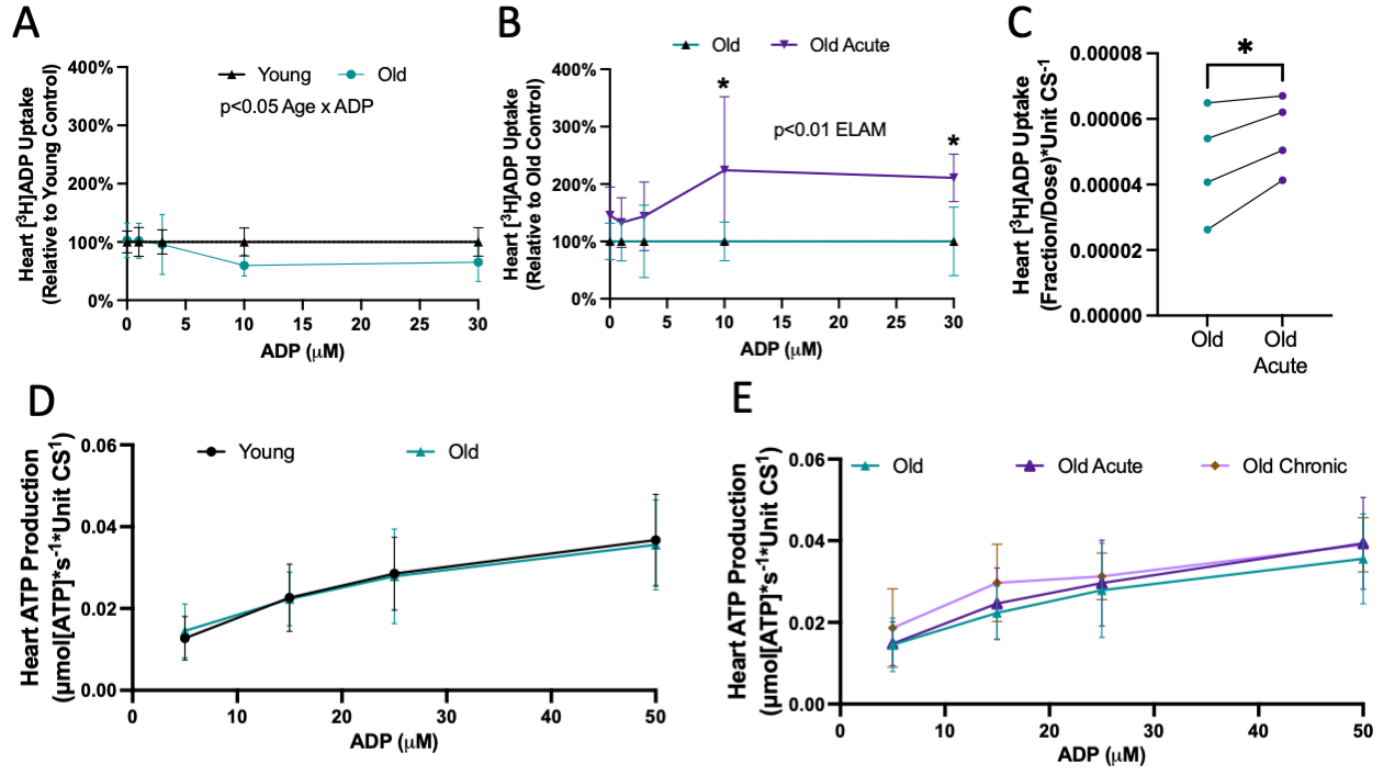 A
Heart [³H]ADP Uptake
(Relative to Young Control)
400%
300%
200%
100%
0%
Young
Old
p<0.05 Age x ADP
0 5 10 15 20 25 30
ADP (μM)
B
Heart [³H]ADP Uptake
(Relative to Old Control)
400%
300%
200%
100%
0%
Old
Old Acute
*
p<0.01 ELAM
*
0 5 10 15 20 25 30
ADP (μM)
C
Heart [³H]ADP Uptake
(Fraction/Dose)*Unit CS⁻¹
0.00008
0.00006
0.00004
0.00002
0.00000
*
Old
Old
Acute
D
Heart ATP Production
(μmol[ATP]*s⁻¹*Unit CS¹)
0.06
0.04
0.02
0.00
Young
Old
0 10 20 30 40 50
ADP (μM)
E
Heart ATP Production
(μmol[ATP]*s⁻¹*Unit CS¹)
0.06
0.04
0.02
0.00
Old
Old Acute
Old Chronic
0 10 20 30 40 50
ADP (μM)